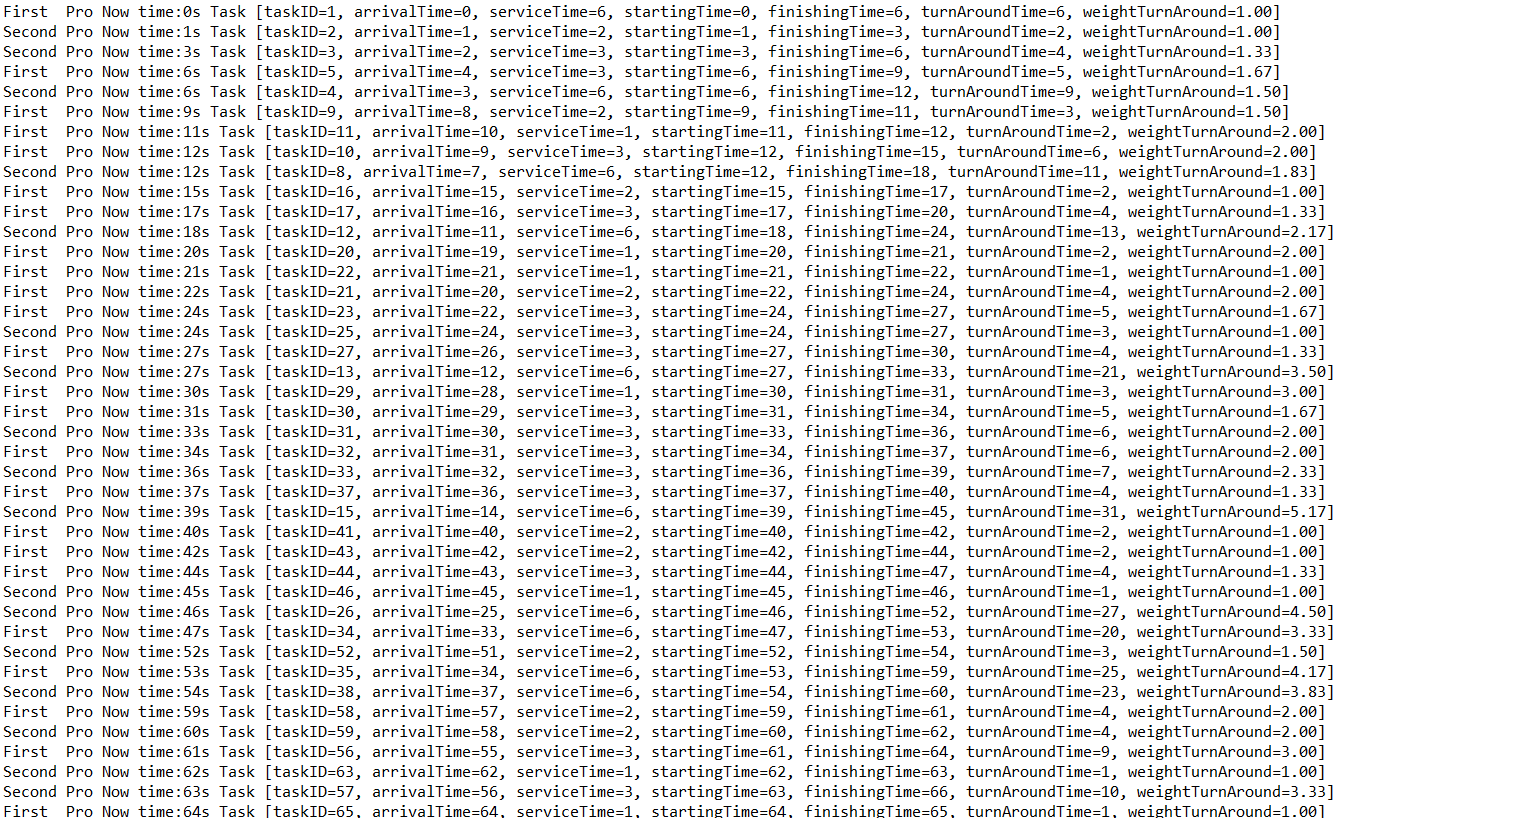 First  Pro Now time:0s Task [taskID=1, arrivalTime=0, serviceTime=6, startingTime=0, finishingTime=6, turnAroundTime=6, weightTurnAround=1.00]
Second Pro Now time:1s Task [taskID=2, arrivalTime=1, serviceTime=2, startingTime=1, finishingTime=3, turnAroundTime=2, weightTurnAround=1.00]
Second Pro Now time:3s Task [taskID=3, arrivalTime=2, serviceTime=3, startingTime=3, finishingTime=6, turnAroundTime=4, weightTurnAround=1.33]
First  Pro Now time:6s Task [taskID=5, arrivalTime=4, serviceTime=3, startingTime=6, finishingTime=9, turnAroundTime=5, weightTurnAround=1.67]
Second Pro Now time:6s Task [taskID=4, arrivalTime=3, serviceTime=6, startingTime=6, finishingTime=12, turnAroundTime=9, weightTurnAround=1.50]
First  Pro Now time:9s Task [taskID=9, arrivalTime=8, serviceTime=2, startingTime=9, finishingTime=11, turnAroundTime=3, weightTurnAround=1.50]
First  Pro Now time:11s Task [taskID=11, arrivalTime=10, serviceTime=1, startingTime=11, finishingTime=12, turnAroundTime=2, weightTurnAround=2.00]
First  Pro Now time:12s Task [taskID=10, arrivalTime=9, serviceTime=3, startingTime=12, finishingTime=15, turnAroundTime=6, weightTurnAround=2.00]
Second Pro Now time:12s Task [taskID=8, arrivalTime=7, serviceTime=6, startingTime=12, finishingTime=18, turnAroundTime=11, weightTurnAround=1.83]
First  Pro Now time:15s Task [taskID=16, arrivalTime=15, serviceTime=2, startingTime=15, finishingTime=17, turnAroundTime=2, weightTurnAround=1.00]
First  Pro Now time:17s Task [taskID=17, arrivalTime=16, serviceTime=3, startingTime=17, finishingTime=20, turnAroundTime=4, weightTurnAround=1.33]
Second Pro Now time:18s Task [taskID=12, arrivalTime=11, serviceTime=6, startingTime=18, finishingTime=24, turnAroundTime=13, weightTurnAround=2.17]
First  Pro Now time:20s Task [taskID=20, arrivalTime=19, serviceTime=1, startingTime=20, finishingTime=21, turnAroundTime=2, weightTurnAround=2.00]
First  Pro Now time:21s Task [taskID=22, arrivalTime=21, serviceTime=1, startingTime=21, finishingTime=22, turnAroundTime=1, weightTurnAround=1.00]
First  Pro Now time:22s Task [taskID=21, arrivalTime=20, serviceTime=2, startingTime=22, finishingTime=24, turnAroundTime=4, weightTurnAround=2.00]
First  Pro Now time:24s Task [taskID=23, arrivalTime=22, serviceTime=3, startingTime=24, finishingTime=27, turnAroundTime=5, weightTurnAround=1.67]
Second Pro Now time:24s Task [taskID=25, arrivalTime=24, serviceTime=3, startingTime=24, finishingTime=27, turnAroundTime=3, weightTurnAround=1.00]
First  Pro Now time:27s Task [taskID=27, arrivalTime=26, serviceTime=3, startingTime=27, finishingTime=30, turnAroundTime=4, weightTurnAround=1.33]
Second Pro Now time:27s Task [taskID=13, arrivalTime=12, serviceTime=6, startingTime=27, finishingTime=33, turnAroundTime=21, weightTurnAround=3.50]
First  Pro Now time:30s Task [taskID=29, arrivalTime=28, serviceTime=1, startingTime=30, finishingTime=31, turnAroundTime=3, weightTurnAround=3.00]
First  Pro Now time:31s Task [taskID=30, arrivalTime=29, serviceTime=3, startingTime=31, finishingTime=34, turnAroundTime=5, weightTurnAround=1.67]
Second Pro Now time:33s Task [taskID=31, arrivalTime=30, serviceTime=3, startingTime=33, finishingTime=36, turnAroundTime=6, weightTurnAround=2.00]
First  Pro Now time:34s Task [taskID=32, arrivalTime=31, serviceTime=3, startingTime=34, finishingTime=37, turnAroundTime=6, weightTurnAround=2.00]
Second Pro Now time:36s Task [taskID=33, arrivalTime=32, serviceTime=3, startingTime=36, finishingTime=39, turnAroundTime=7, weightTurnAround=2.33]
First  Pro Now time:37s Task [taskID=37, arrivalTime=36, serviceTime=3, startingTime=37, finishingTime=40, turnAroundTime=4, weightTurnAround=1.33]
Second Pro Now time:39s Task [taskID=15, arrivalTime=14, serviceTime=6, startingTime=39, finishingTime=45, turnAroundTime=31, weightTurnAround=5.17]
First  Pro Now time:40s Task [taskID=41, arrivalTime=40, serviceTime=2, startingTime=40, finishingTime=42, turnAroundTime=2, weightTurnAround=1.00]
First  Pro Now time:42s Task [taskID=43, arrivalTime=42, serviceTime=2, startingTime=42, finishingTime=44, turnAroundTime=2, weightTurnAround=1.00]
First  Pro Now time:44s Task [taskID=44, arrivalTime=43, serviceTime=3, startingTime=44, finishingTime=47, turnAroundTime=4, weightTurnAround=1.33]
Second Pro Now time:45s Task [taskID=46, arrivalTime=45, serviceTime=1, startingTime=45, finishingTime=46, turnAroundTime=1, weightTurnAround=1.00]
Second Pro Now time:46s Task [taskID=26, arrivalTime=25, serviceTime=6, startingTime=46, finishingTime=52, turnAroundTime=27, weightTurnAround=4.50]
First  Pro Now time:47s Task [taskID=34, arrivalTime=33, serviceTime=6, startingTime=47, finishingTime=53, turnAroundTime=20, weightTurnAround=3.33]
Second Pro Now time:52s Task [taskID=52, arrivalTime=51, serviceTime=2, startingTime=52, finishingTime=54, turnAroundTime=3, weightTurnAround=1.50]
First  Pro Now time:53s Task [taskID=35, arrivalTime=34, serviceTime=6, startingTime=53, finishingTime=59, turnAroundTime=25, weightTurnAround=4.17]
Second Pro Now time:54s Task [taskID=38, arrivalTime=37, serviceTime=6, startingTime=54, finishingTime=60, turnAroundTime=23, weightTurnAround=3.83]
First  Pro Now time:59s Task [taskID=58, arrivalTime=57, serviceTime=2, startingTime=59, finishingTime=61, turnAroundTime=4, weightTurnAround=2.00]
Second Pro Now time:60s Task [taskID=59, arrivalTime=58, serviceTime=2, startingTime=60, finishingTime=62, turnAroundTime=4, weightTurnAround=2.00]
First  Pro Now time:61s Task [taskID=56, arrivalTime=55, serviceTime=3, startingTime=61, finishingTime=64, turnAroundTime=9, weightTurnAround=3.00]
Second Pro Now time:62s Task [taskID=63, arrivalTime=62, serviceTime=1, startingTime=62, finishingTime=63, turnAroundTime=1, weightTurnAround=1.00]
Second Pro Now time:63s Task [taskID=57, arrivalTime=56, serviceTime=3, startingTime=63, finishingTime=66, turnAroundTime=10, weightTurnAround=3.33]
First  Pro Now time:64s Task [taskID=65, arrivalTime=64, serviceTime=1, startingTime=64, finishingTime=65, turnAroundTime=1, weightTurnAround=1.00]